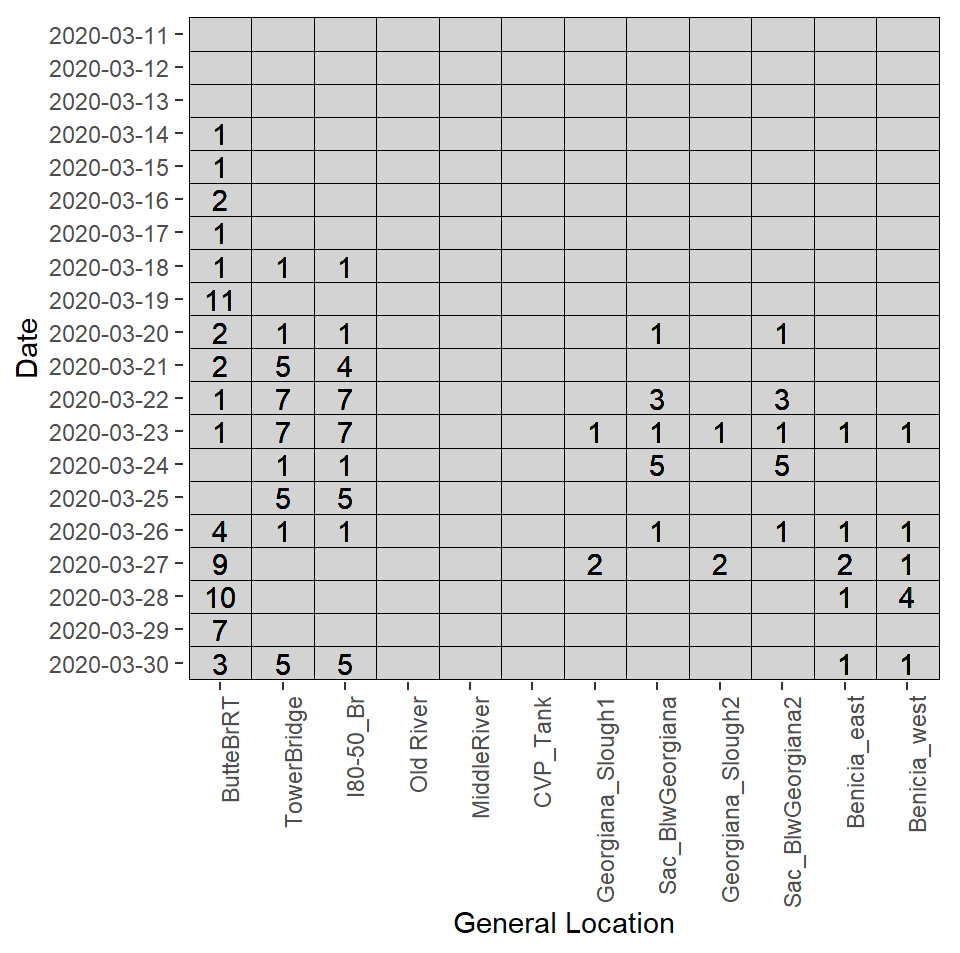 2020-03-11
2020-03-12
2020-03-13
2020-03-14 1
2020-03-15 1
2020-03-16 2
2020-03-17 1
2020-03-18 1 1 1
2020-03-19 11
2020-03-20 2 1 1 1 1
2020-03-21 2 5 4
2020-03-22 1 7 7 3 3
2020-03-23 1 7 7 1 1 1 1 1 1
2020-03-24 1 1 5 5
2020-03-25 5 5
2020-03-26 4 1 1 1 1 1 1
2020-03-27 9 2 2 2 1
2020-03-28 10 1 4
2020-03-29 7
2020-03-30 3 5 5 1 1
Date
ButteBrRT
TowerBridge
I80-50_Br
Old River
MiddleRiver
CVP_Tank
Georgiana_Slough1
Sac_BlwGeorgiana
Georgiana_Slough2
Sac_BlwGeorgiana2
Benicia_east
Benicia_west
General Location